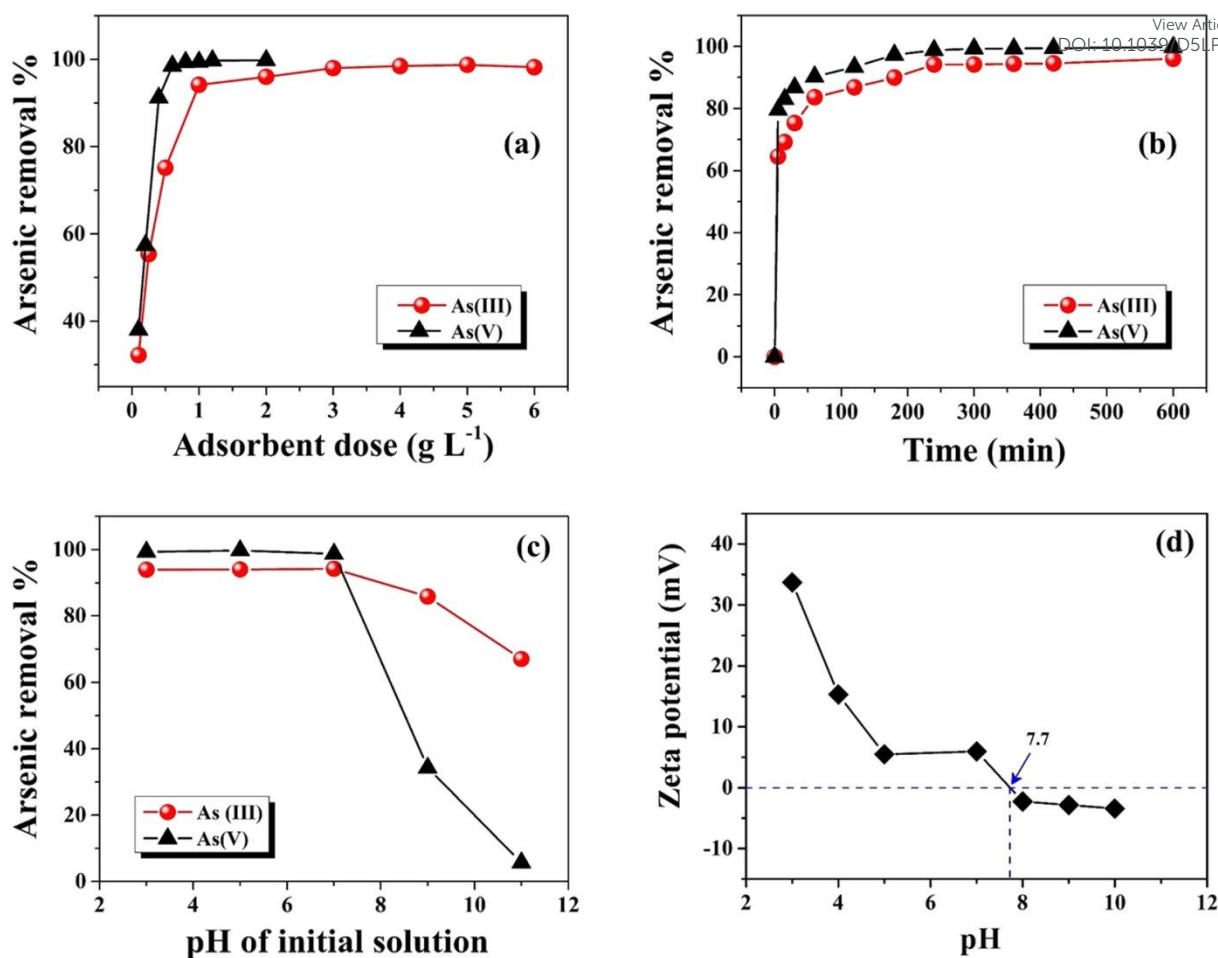 View Arti
DOI: 10.1039/D5LF
(a)
Arsenic removal %
100
80
60
40
As(III)
As(V)
0 1 2 3 4 5 6
Adsorbent dose (g L⁻¹)
(b)
Arsenic removal %
100
80
60
40
20
0
As(III)
As(V)
0 100 200 300 400 500 600
Time (min)
(c)
Arsenic removal %
100
80
60
40
20
0
As (III)
As(V)
2 4 6 8 10 12
pH of initial solution
(d)
Zeta potential (mV)
40
30
20
10
0
-10
7.7
2 4 6 8 10 12
pH